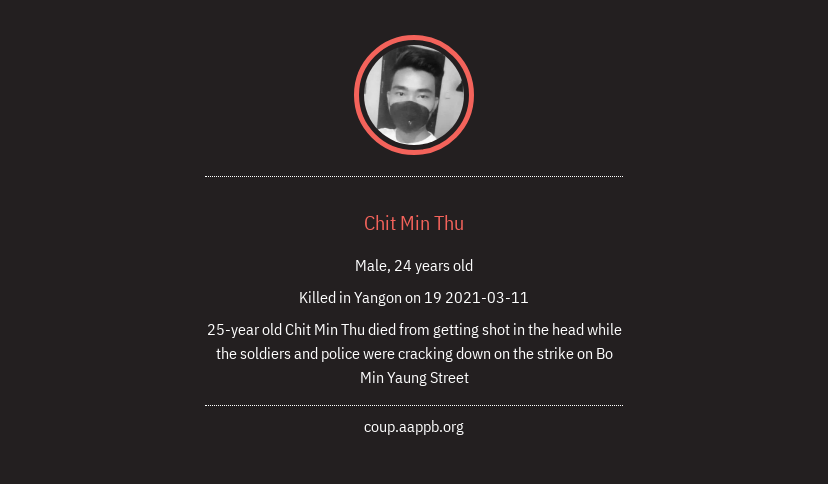 Chit Min Thu
Male, 24 years old
Killed in Yangon on 19 2021-03-11
25-year old Chit Min Thu died from getting shot in the head while
the soldiers and police were cracking down on the strike on Bo
Min Yaung Street
coup.aappb.org